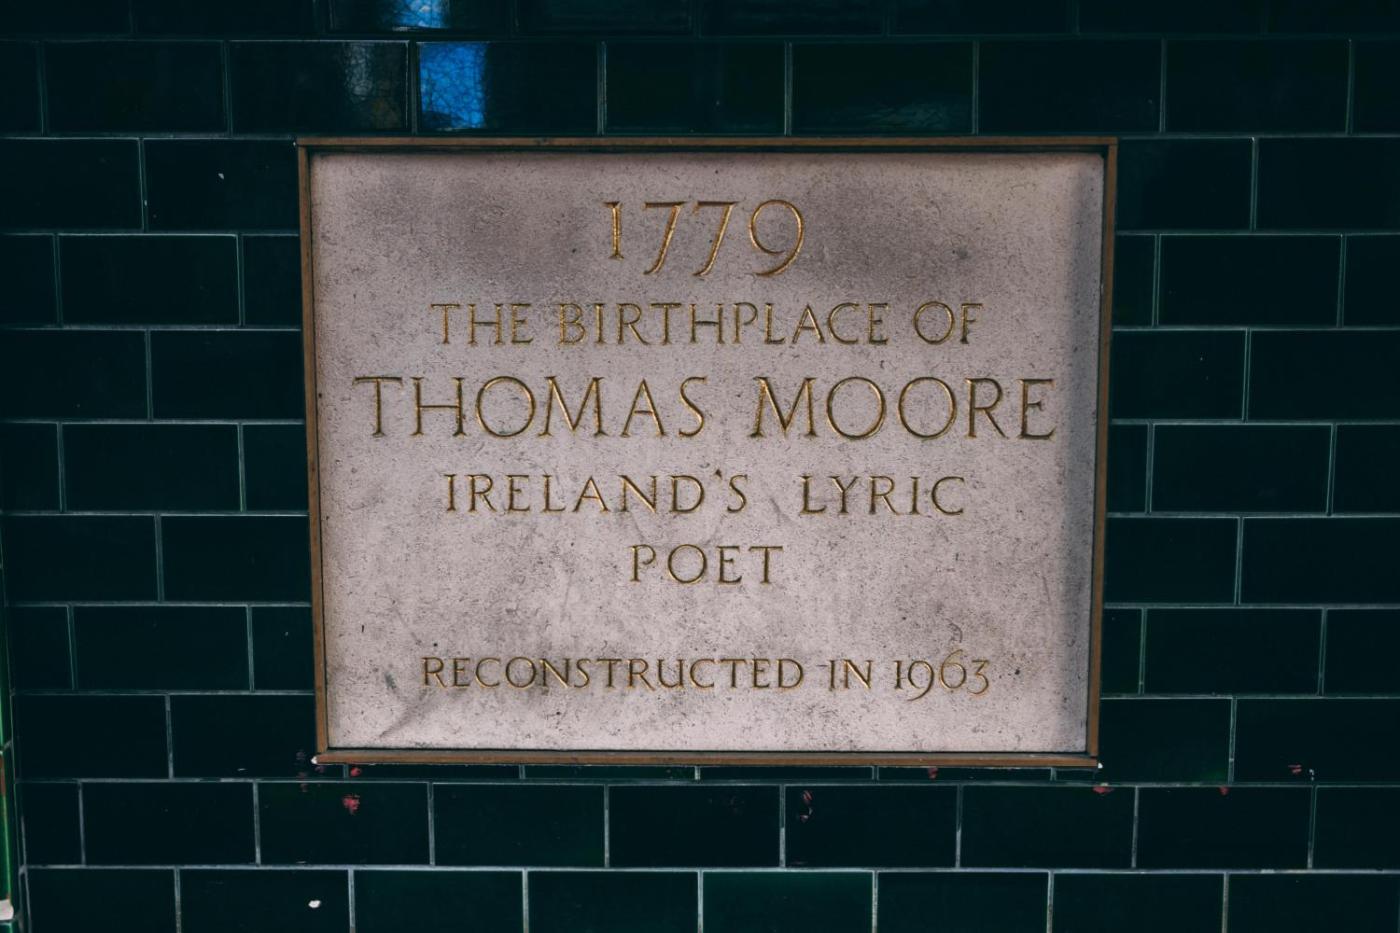 1779
THE BIRTHPLACE OF
THOMAS MOORE
IRELAND'S LYRIC
POET
RECONSTRUCTED IN 1963